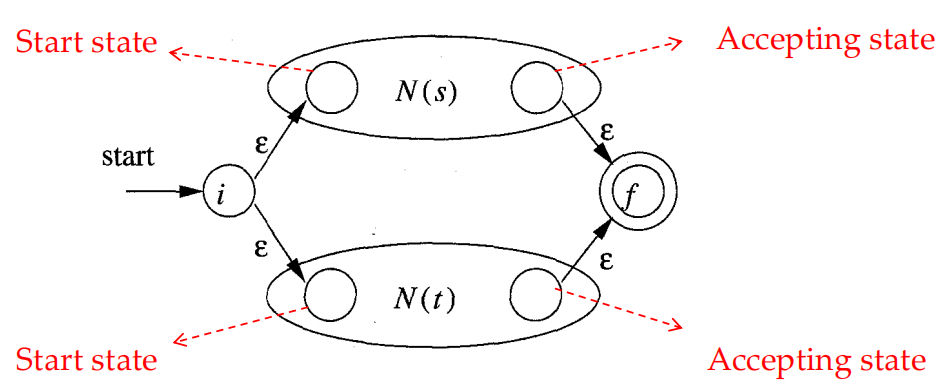 Start state
Accepting state
N(s)
ε
ε
start
i
f
ε
ε
N(t)
Start state
Accepting state